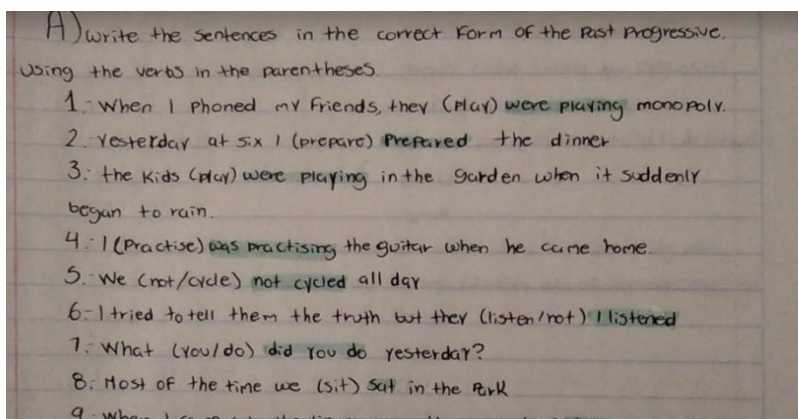 A) write the sentences in the correct form of the Past Progressive.
Using the verbs in the parentheses.
1.- When I phoned my friends, they (play) were playing monopoly.
2.- Yesterday at six I (prepare) Prepared the dinner
3.- the kids (play) were playing in the garden when it suddenly
began to rain.
4.- I (Practise) was practising the guitar when he came home.
5.- We (not/cycle) not cycled all day
6.- I tried to tell them the truth but they (listen/not) I listened
7.- What (you/do) did you do yesterday?
8.- Most of the time we (sit) Sat in the Park
9.- When I